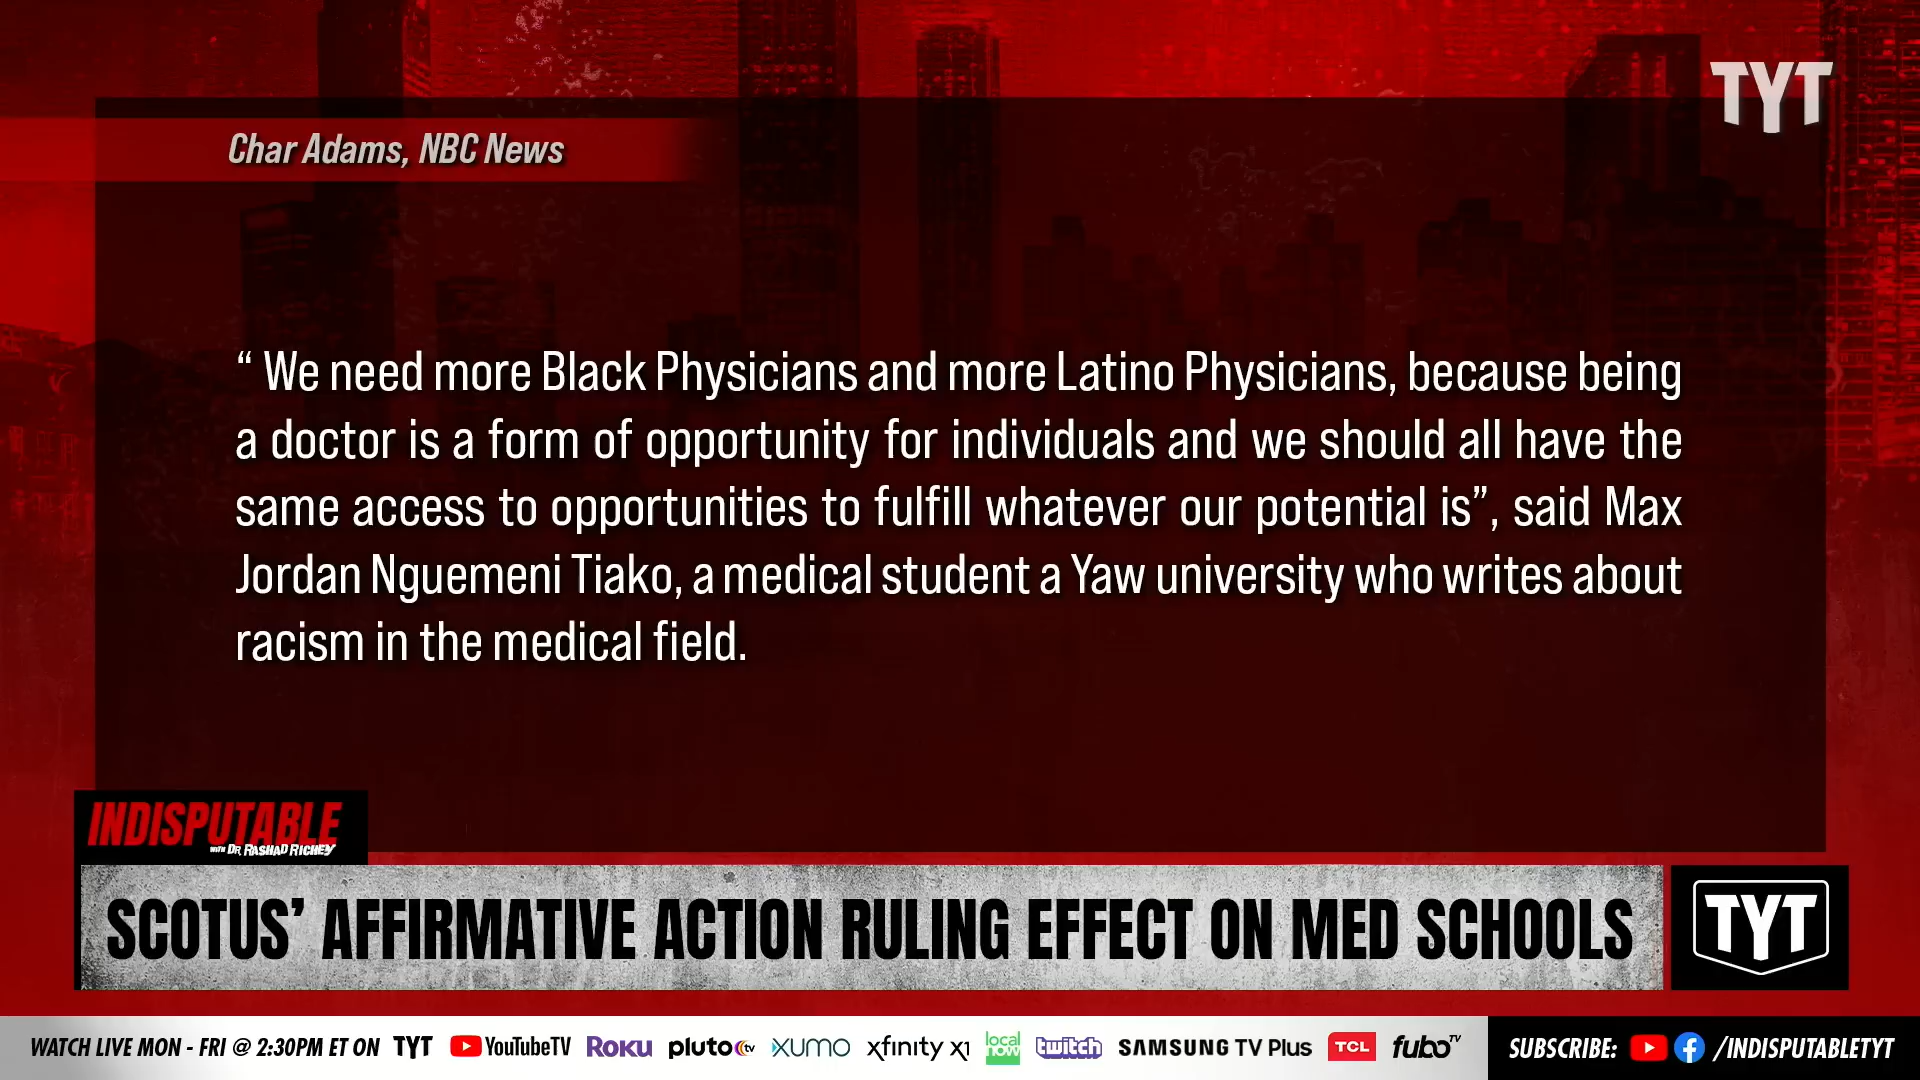 TYT
Char Adams, NBC News
“ We need more Black Physicians and more Latino Physicians, because being
a doctor is a form of opportunity for individuals and we should all have the
same access to opportunities to fulfill whatever our potential is”, said Max
Jordan Nguemeni Tiako, a medical student a Yaw university who writes about
racism in the medical field.
INDISPUTABLE
WITH DR. RASHAD RICHEY
SCOTUS’ AFFIRMATIVE ACTION RULING EFFECT ON MED SCHOOLS
TYT
WATCH LIVE MON - FRI @ 2:30PM ET ON TYT YouTubeTV ROKU pluto tv XUMO xfinity x1 local now twitch SAMSUNG TV Plus TCL fubo TV SUBSCRIBE: /INDISPUTABLETYT